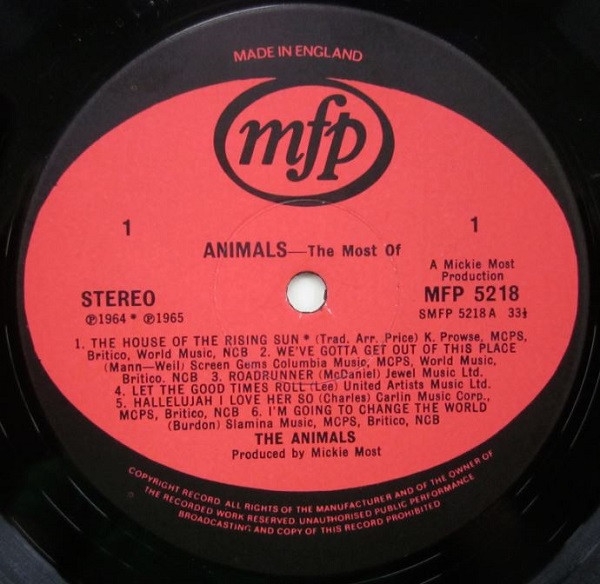 MADE IN ENGLAND
mfp
1 1
ANIMALS—The Most Of
A Mickie Most
Production
STEREO MFP 5218
℗1964 * ℗1965 SMFP 5218 A 33⅓
1. THE HOUSE OF THE RISING SUN * (Trad. Arr. Price) K. Prowse, MCPS,
Britico, World Music, NCB 2. WE'VE GOTTA GET OUT OF THIS PLACE
(Mann—Weil) Screen Gems Columbia Music, MCPS, World Music,
Britico. NCB 3. ROADRUNNER (McDaniel) Jewel Music Ltd.
4. LET THE GOOD TIMES ROLL (Lee) United Artists Music Ltd.
5. HALLELUJAH I LOVE HER SO (Charles) Carlin Music Corp.,
MCPS, Britico, NCB 6. I'M GOING TO CHANGE THE WORLD
(Burdon) Slamina Music, MCPS, Britico, NCB
THE ANIMALS
Produced by Mickie Most
COPYRIGHT RECORD. ALL RIGHTS OF THE MANUFACTURER AND OF THE OWNER OF
THE RECORDED WORK RESERVED UNAUTHORISED PUBLIC PERFORMANCE
BROADCASTING AND COPY OF THIS RECORD PROHIBITED